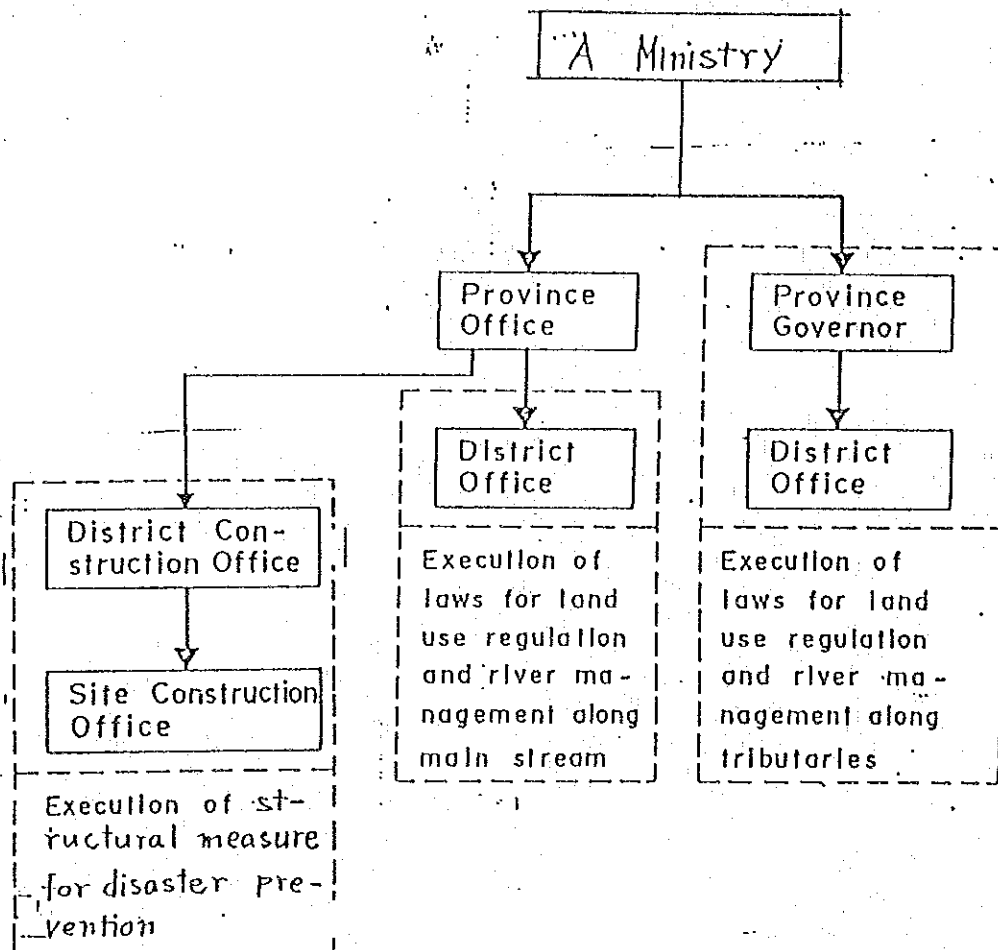 A Ministry
Province
Office
Province
Governor
District
Office
District
Office
District Con-
struction Office
Site Construction
Office
Execution of
laws for land
use regulation
and river ma-
nagement along
main stream
Execution of
laws for land
use regulation
and river ma-
nagement along
tributaries
Execution of st-
ructural measure
for disaster pre-
vention